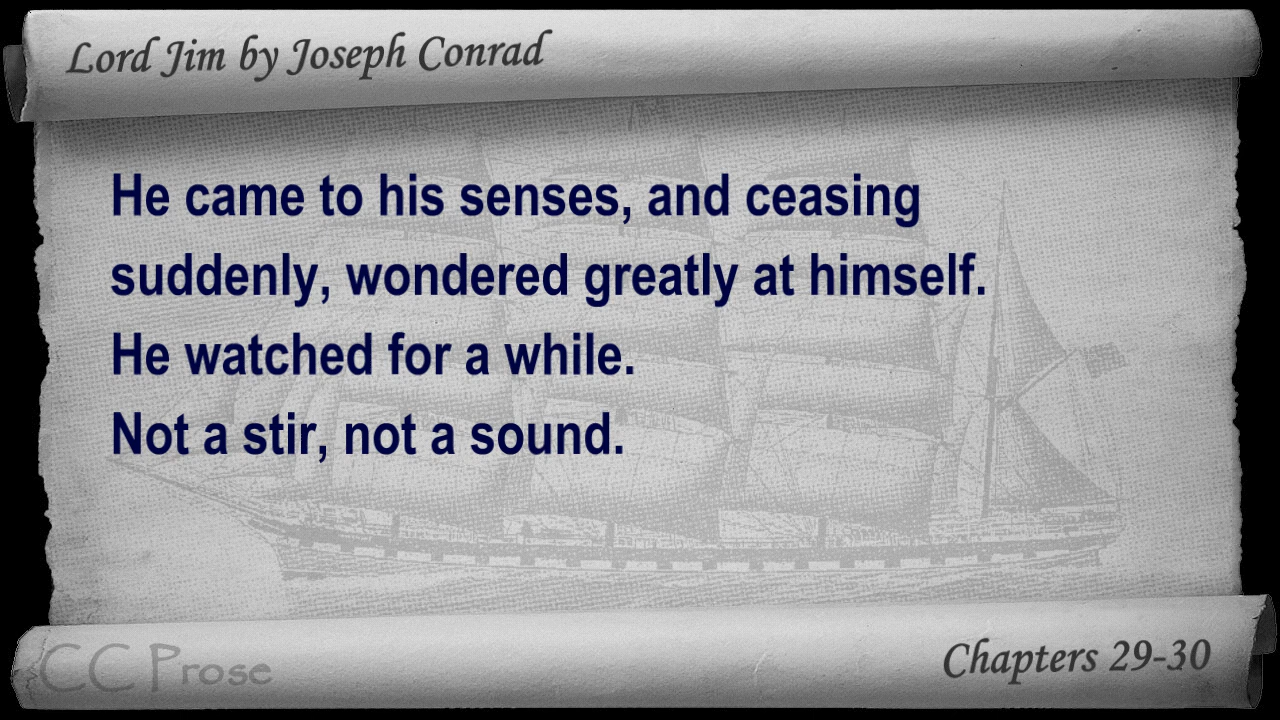 Lord Jim by Joseph Conrad
He came to his senses, and ceasing
suddenly, wondered greatly at himself.
He watched for a while.
Not a stir, not a sound.
CC Prose
Chapters 29-30